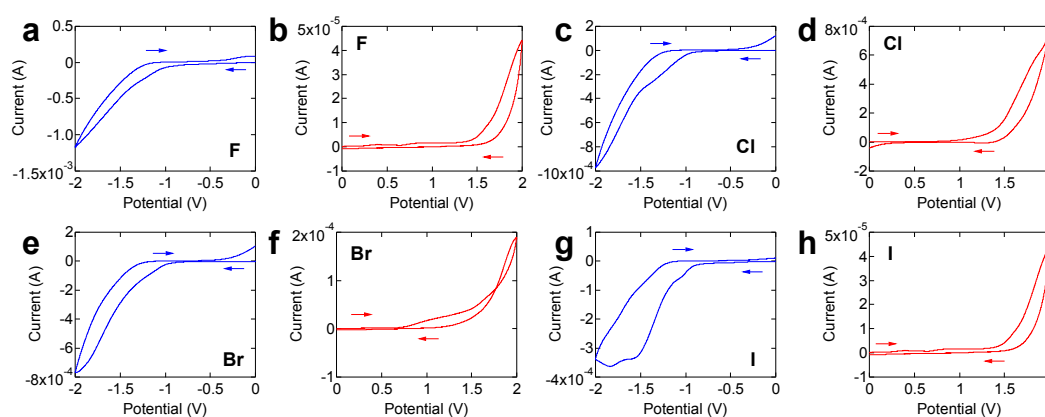 a
Current (A)
0.5
0
-0.5
-1.0
-1.5x10⁻³
F
-2 -1.5 -1 -0.5 0
Potential (V)
b
Current (A)
5x10⁻⁵
4
3
2
1
0
-1
F
0 0.5 1 1.5 2
Potential (V)
c
Current (A)
2
0
-2
-4
-6
-8
-10x10⁻⁴
Cl
-2 -1.5 -1 -0.5 0
Potential (V)
d
Current (A)
8x10⁻⁴
6
4
2
0
-2
Cl
0 0.5 1 1.5
Potential (V)
e
Current (A)
2
0
-2
-4
-6
-8x10⁻⁴
Br
-2 -1.5 -1 -0.5 0
Potential (V)
f
Current (A)
2x10⁻⁴
1
0
-1
Br
0 0.5 1 1.5 2
Potential (V)
g
Current (A)
1
0
-1
-2
-3
-4x10⁻⁴
I
-2 -1.5 -1 -0.5 0
Potential (V)
h
Current (A)
5x10⁻⁵
4
3
2
1
0
-1
I
0 0.5 1 1.5
Potential (V)